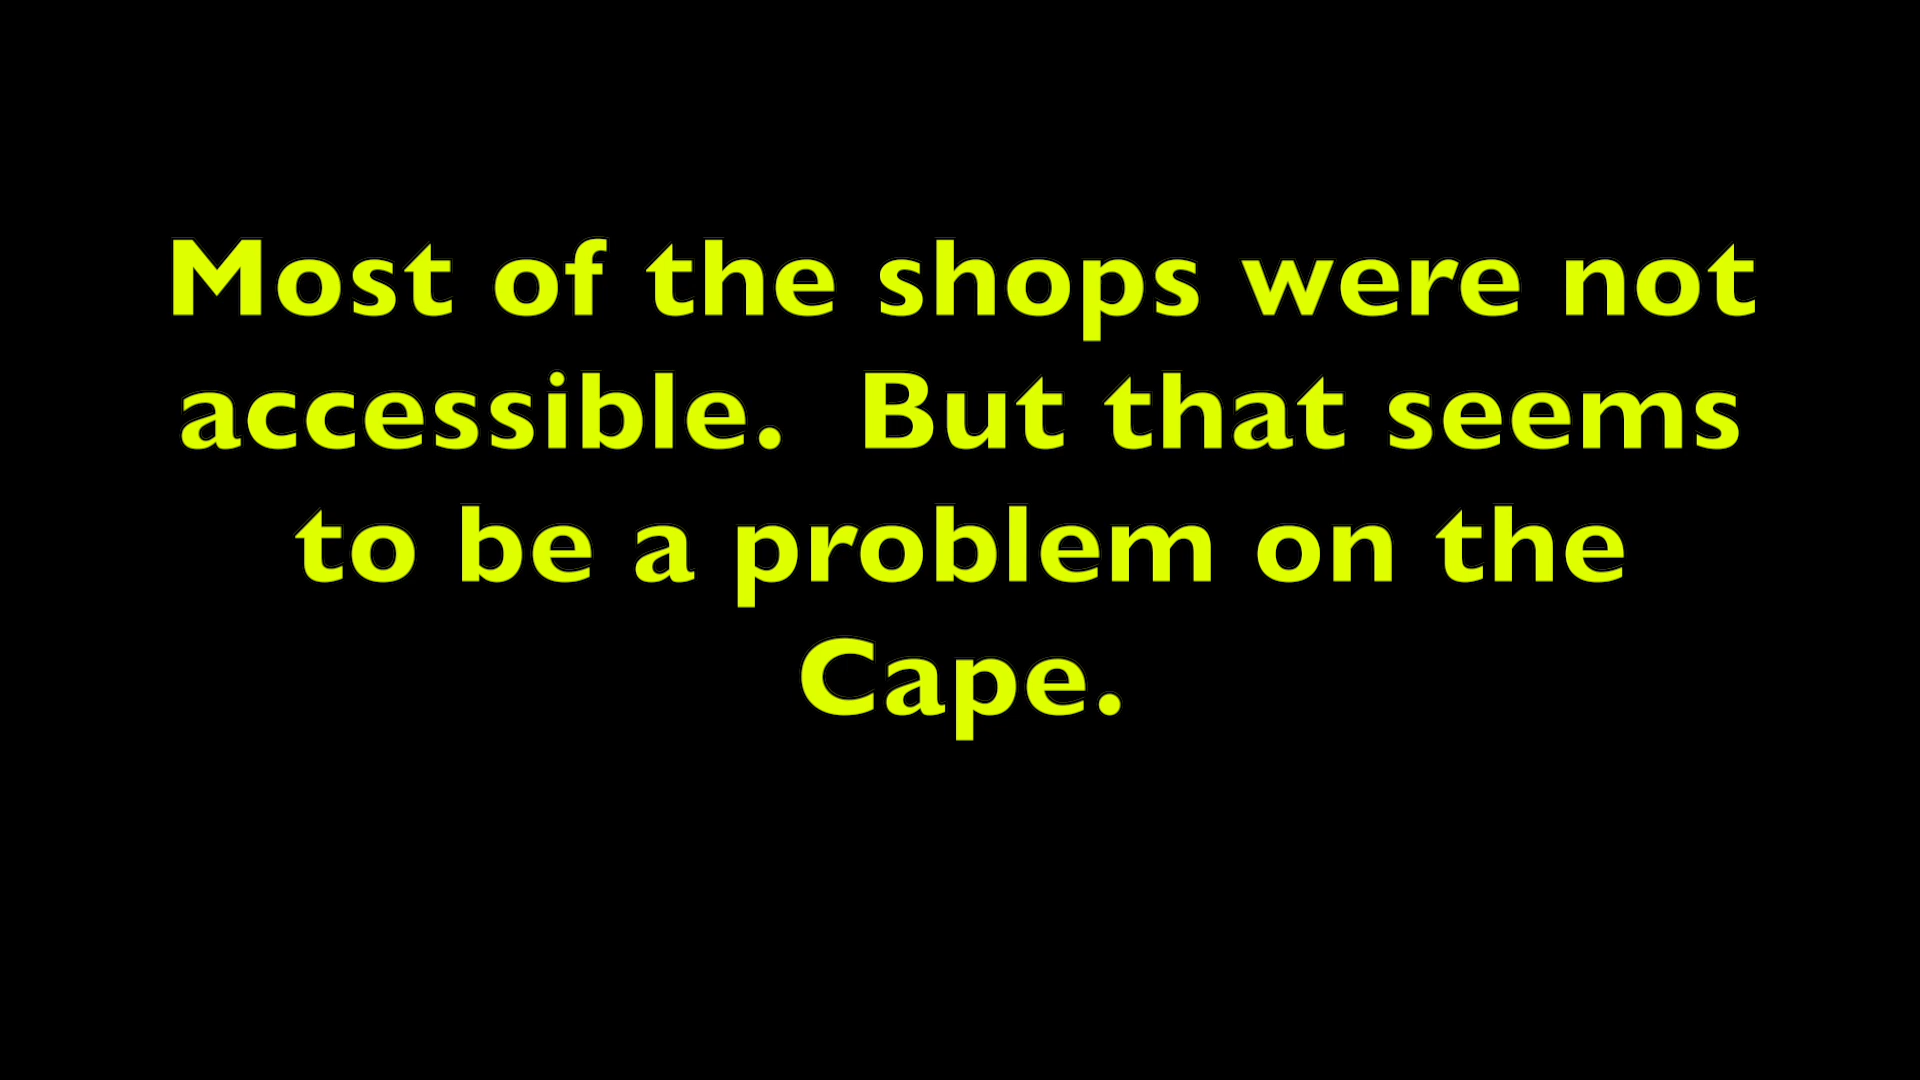 Most of the shops were not
accessible.  But that seems
to be a problem on the
Cape.